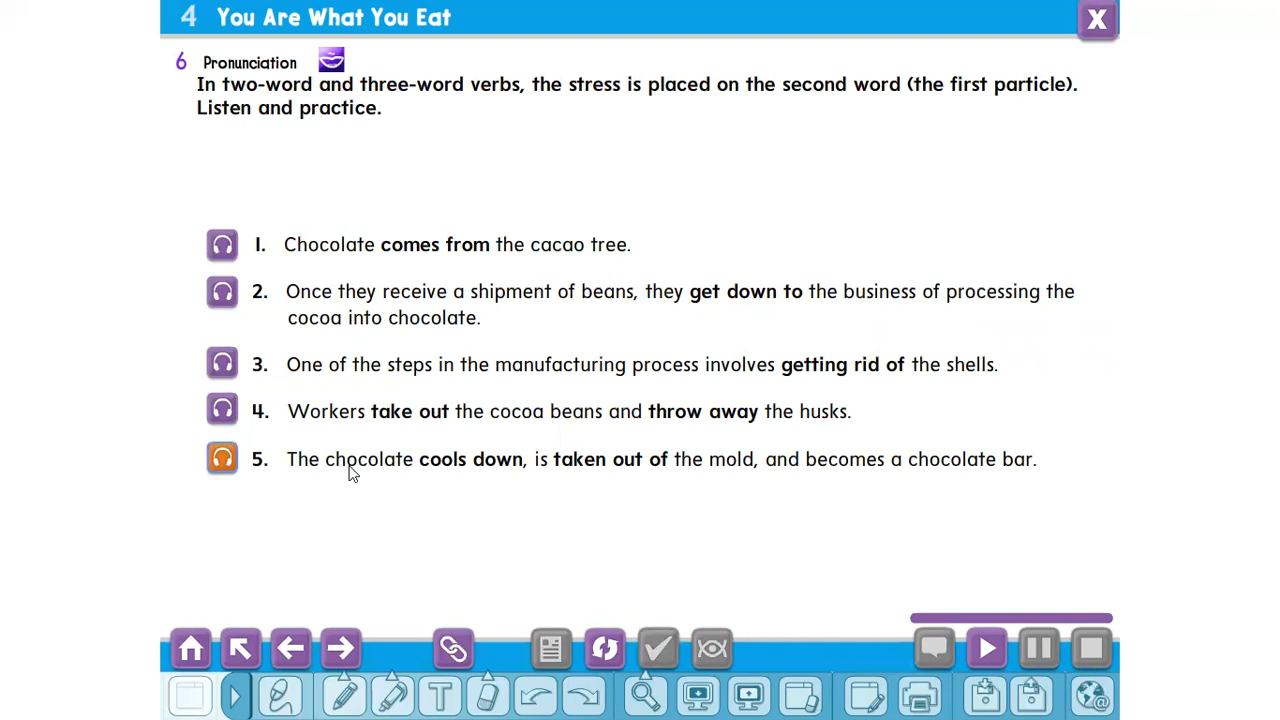 4 You Are What You Eat
X
6 Pronunciation
In two-word and three-word verbs, the stress is placed on the second word (the first particle).
Listen and practice.
1. Chocolate comes from the cacao tree.
2. Once they receive a shipment of beans, they get down to the business of processing the
cocoa into chocolate.
3. One of the steps in the manufacturing process involves getting rid of the shells.
4. Workers take out the cocoa beans and throw away the husks.
5. The chocolate cools down, is taken out of the mold, and becomes a chocolate bar.
T
@